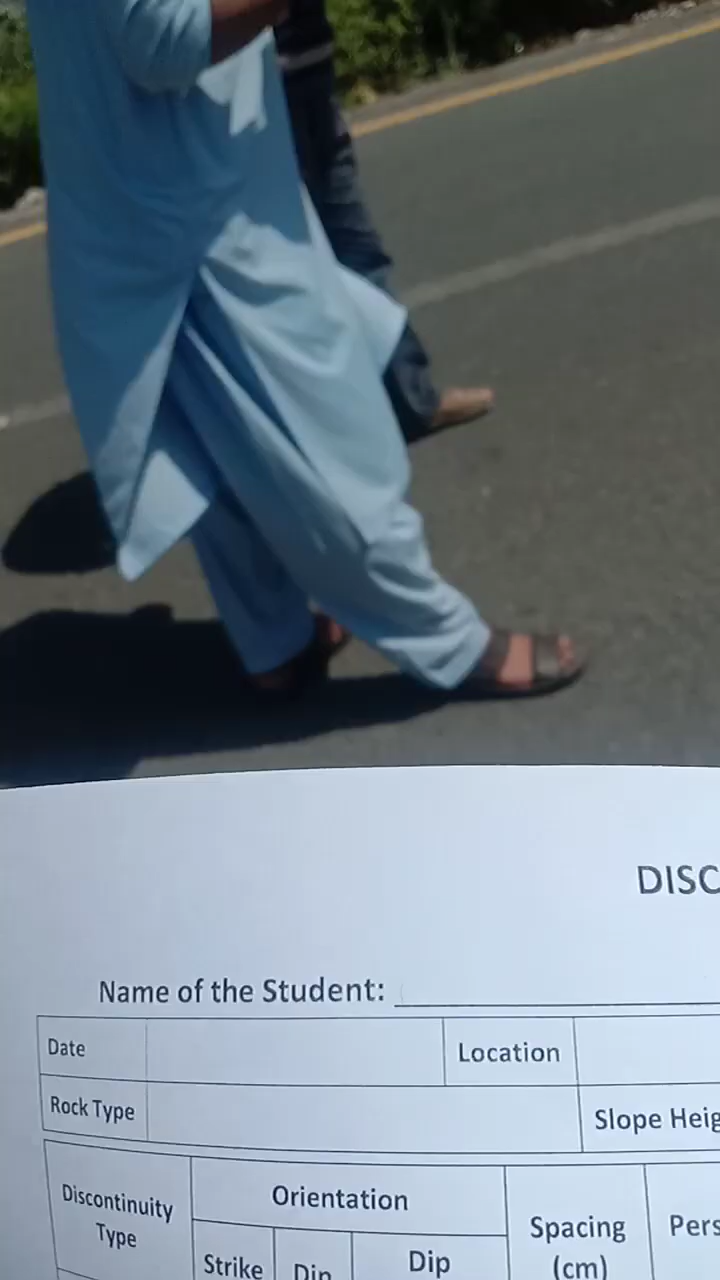 DISC
Name of the Student:
Date Location
Rock Type Slope Heig
Discontinuity Type Orientation Spacing (cm) Pers
Strike Dip Dip